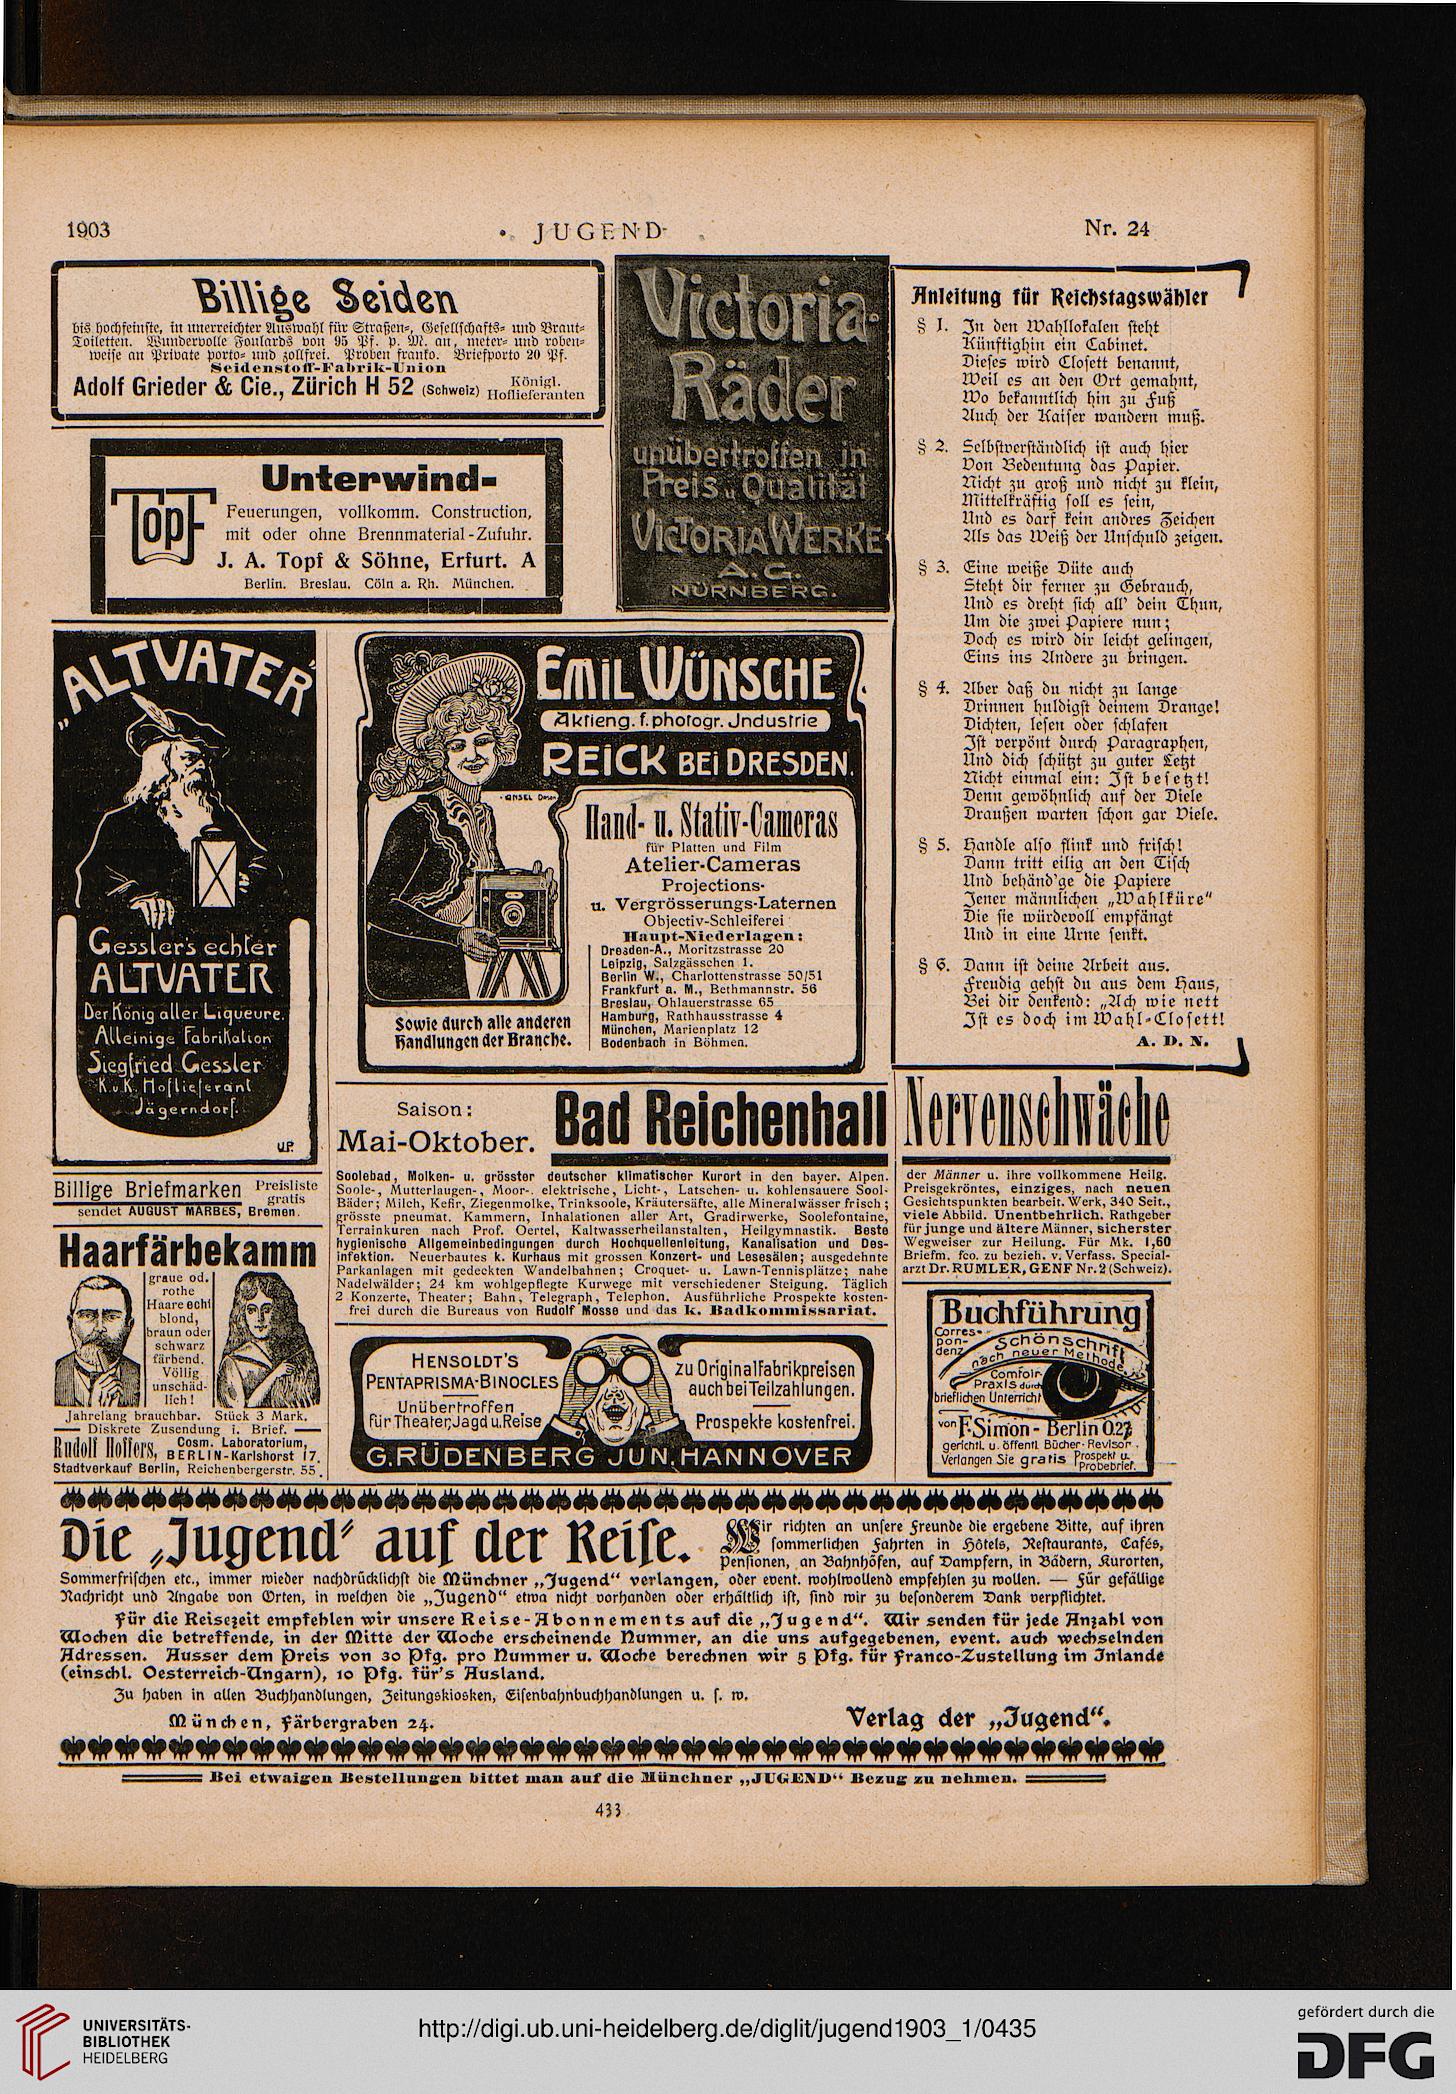 1903
• JUGEND
Nr. 24
Billige Seiden
bis hochfeinste, in unerreichter Auswahl für Straßen-, Gesellschafts- und Braut-
Toiletten. Wundervolle Foulards von 95 Pf. p. M. an, meter- und roben-
weise an Private porto- und zollfrei. Proben franko. Briefporto 20 Pf.
Seidenstoff-Fabrik-Union
Adolf Grieder & Cie., Zürich H 52 (Schweiz) Königl. Hoflieferanten
Topf
Unterwind-
Feuerungen, vollkomm. Construction,
mit oder ohne Brennmaterial-Zufuhr.
J. A. Topf & Söhne, Erfurt. A
Berlin. Breslau. Cöln a. Rh. München.
Victoria-
Räder
unübertroffen in
Preis u. Qualität
VICTORIA WERKE
A.G.
NÜRNBERG.
Anleitung für Reichstagswähler
§ 1. In den Wahllokalen steht
Künftighin ein Cabinet.
Dieses wird Closett benannt,
Weil es an den Ort gemahnt,
Wo bekanntlich hin zu Fuß
Auch der Kaiser wandern muß.
§ 2. Selbstverständlich ist auch hier
Von Bedeutung das Papier.
Nicht zu groß und nicht zu klein,
Mittelkräftig soll es sein,
Und es darf kein andres Zeichen
Als das Weiß der Unschuld zeigen.
§ 3. Eine weiße Düte auch
Steht dir ferner zu Gebrauch,
Und es dreht sich all' dein Thun,
Um die zwei Papiere nun;
Doch es wird dir leicht gelingen,
Eins ins Andere zu bringen.
§ 4. Aber daß du nicht zu lange
Drinnen huldigst deinem Drange!
Dichten, lesen oder schlafen
Ist verpönt durch Paragraphen,
Und dich schützt zu guter Letzt
Nicht einmal ein: Ist besetzt!
Denn gewöhnlich auf der Diele
Draußen warten schon gar Viele.
§ 5. Handle also flink und frisch!
Dann tritt eilig an den Tisch
Und behänd'ge die Papiere
Jener männlichen „Wahlküre"
Die sie würdevoll empfängt
Und in eine Urne senkt.
§ 6. Dann ist deine Arbeit aus.
Freudig gehst du aus dem Haus,
Bei dir denkend: „Ach wie nett
Ist es doch im Wahl-Closett!
A. D. N.
„ALTVATER"
Gessler's echter
ALTVATER
Der König aller Liqueure.
Alleinige Fabrikation
Siegfried Gessler
K.u.K. Hoflieferant
Jägerndorf.
U.P.
EMIL WÜNSCHE
Aktieng. f. photogr. Jndustrie
REICK BEI DRESDEN.
Hand- u. Stativ-Cameras
für Platten und Film
Atelier-Cameras
Projections-
u. Vergrösserungs-Laternen
Objectiv-Schleiferei
Haupt-Niederlagen:
Dresden-A., Moritzstrasse 20
Leipzig, Salzgässchen 1.
Berlin W., Charlottenstrasse 50/51
Frankfurt a. M., Bethmannstr. 56
Breslau, Ohlauerstrasse 65
Hamburg, Rathhausstrasse 4
München, Marienplatz 12
Bodenbach in Böhmen.
Sowie durch alle anderen
Handlungen der Branche.
Billige Briefmarken Preisliste gratis
sendet AUGUST MARBES, Bremen.
Haarfärbekamm
graue od.
rothe
Haare echt
blond,
braun oder
schwarz
färbend.
Völlig
unschäd-
lich!
Jahrelang brauchbar. Stück 3 Mark.
Diskrete Zusendung i. Brief.
Rudolf Hoffers, Cosm. Laboratorium,
BERLIN-Karlshorst 17.
Stadtverkauf Berlin, Reichenbergerstr. 55.
Saison:
Mai-Oktober.
Bad Reichenhall
Soolebad, Molken- u. grösster deutscher klimatischer Kurort in den bayer. Alpen.
Soole-, Mutterlaugen-, Moor-, elektrische, Licht-, Latschen- u. kohlensauere Sool-
Bäder; Milch, Kefir, Ziegenmolke, Trinksoole, Kräutersäfte, alle Mineralwässer frisch;
grösste pneumat. Kammern, Inhalationen aller Art, Gradirwerke, Soolefontaine,
Terrainkuren nach Prof. Oertel, Kaltwasserheilanstalten, Heilgymnastik. Beste
hygienische Allgemeinbedingungen durch Hochquellenleitung, Kanalisation und Des-
infektion. Neuerbautes k. Kurhaus mit grossen Konzert- und Lesesälen; ausgedehnte
Parkanlagen mit gedeckten Wandelbahnen; Croquet- u. Lawn-Tennisplätze; nahe
Nadelwälder; 24 km wohlgepflegte Kurwege mit verschiedener Steigung. Täglich
2 Konzerte, Theater; Bahn, Telegraph, Telephon. Ausführliche Prospekte kosten-
frei durch die Bureaus von Rudolf Mosse und das k. Badkommissariat.
HENSOLDT'S
PENTAPRISMA-BINOCLES
Unübertroffen
für Theater, Jagd u. Reise
zu Originalfabrikpreisen
auch bei Teilzahlungen.
Prospekte kostenfrei.
G. RÜDENBERG JUN. HANNOVER
Nervenschwäche
der Männer u. ihre vollkommene Heilg.
Preisgekröntes, einziges, nach neuen
Gesichtspunkten bearbeit. Werk, 340 Seit.,
viele Abbild. Unentbehrlich. Rathgeber
für junge und ältere Männer, sicherster
Wegweiser zur Heilung. Für Mk. 1,60
Briefm. fco. zu bezieh. v. Verfass. Special-
arzt Dr. RUMLER, GENF Nr. 2 (Schweiz).
Buchführung
Correspondenz
Schönschrift
nach neuer Methode
Comfoir
Praxis durch
brieflichen Unterricht
von F. Simon - Berlin O.27
gerichtl. u. öffentl. Bücher-Revisor.
Verlangen Sie gratis Prospekt u. Probebrief.
Die „Jugend" auf der Reise.
Wir richten an unsere Freunde die ergebene Bitte, auf ihren
sommerlichen Fahrten in Hôtels, Restaurants, Cafés,
Pensionen, an Bahnhöfen, auf Dampfern, in Bädern, Kurorten,
Sommerfrischen etc., immer wieder nachdrücklichst die Münchner „Jugend" verlangen, oder event. wohlwollend empfehlen zu wollen. — Für gefällige
Nachricht und Angabe von Orten, in welchen die „Jugend" etwa nicht vorhanden oder erhältlich ist, sind wir zu besonderem Dank verpflichtet.
Für die Reisezeit empfehlen wir unsere Reise-Abonnements auf die „Jugend". Wir senden für jede Anzahl von
Wochen die betreffende, in der Mitte der Woche erscheinende Nummer, an die uns aufgegebenen, event. auch wechselnden
Adressen. Ausser dem Preis von 30 Pfg. pro Nummer u. Woche berechnen wir 5 Pfg. für Franco-Zustellung im Inlande
(einschl. Oesterreich-Ungarn), 10 Pfg. für's Ausland.
Zu haben in allen Buchhandlungen, Zeitungskiosken, Eisenbahnbuchhandlungen u. s. w.
München, Färbergraben 24.
Verlag der „Jugend".
Bei etwaigen Bestellungen bittet man auf die Münchner „JUGEND" Bezug zu nehmen.
433
UNIVERSITÄTS-
BIBLIOTHEK
HEIDELBERG
http://digi.ub.uni-heidelberg.de/diglit/jugend1903_1/0435
gefördert durch die
DFG